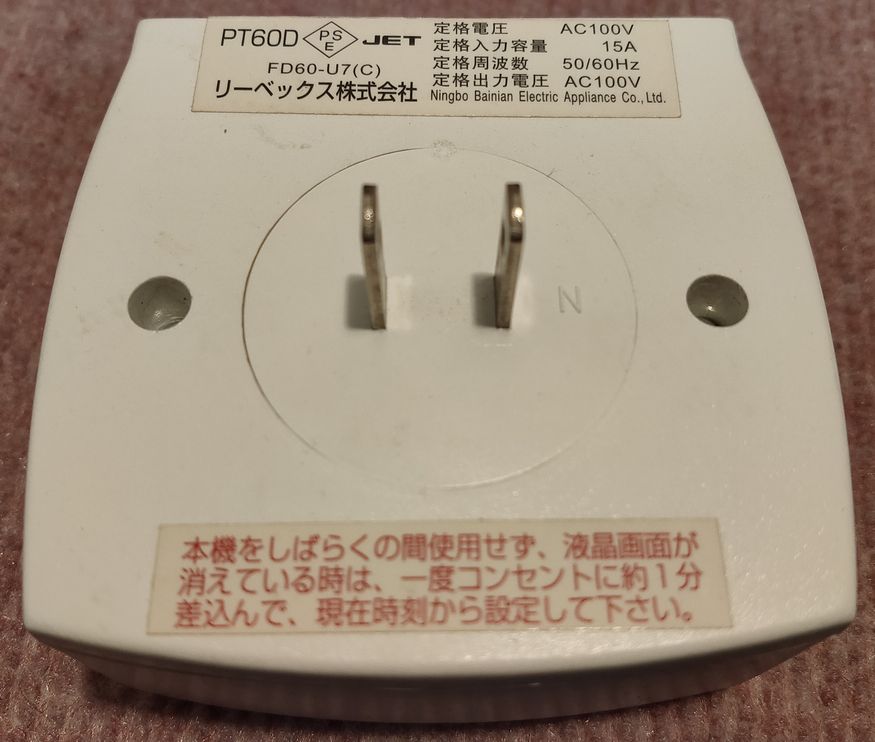 PT60D PS E JET
FD60-U7(C)
リーベックス株式会社
定格電圧 AC100V
定格入力容量 15A
定格周波数 50/60Hz
定格出力電圧 AC100V
Ningbo Bainian Electric Appliance Co., Ltd.
N
本機をしばらくの間使用せず、液晶画面が
消えている時は、一度コンセントに約1分
差込んで、現在時刻から設定して下さい。